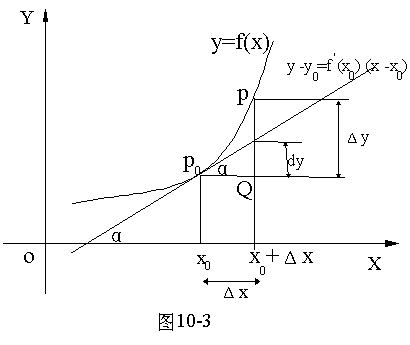 Y
y=f(x)
y-y₀=f'(x₀)(x-x₀)
p
Δy
p₀
α
dy
Q
α
o
x₀
x₀+Δx
X
Δx
图10-3